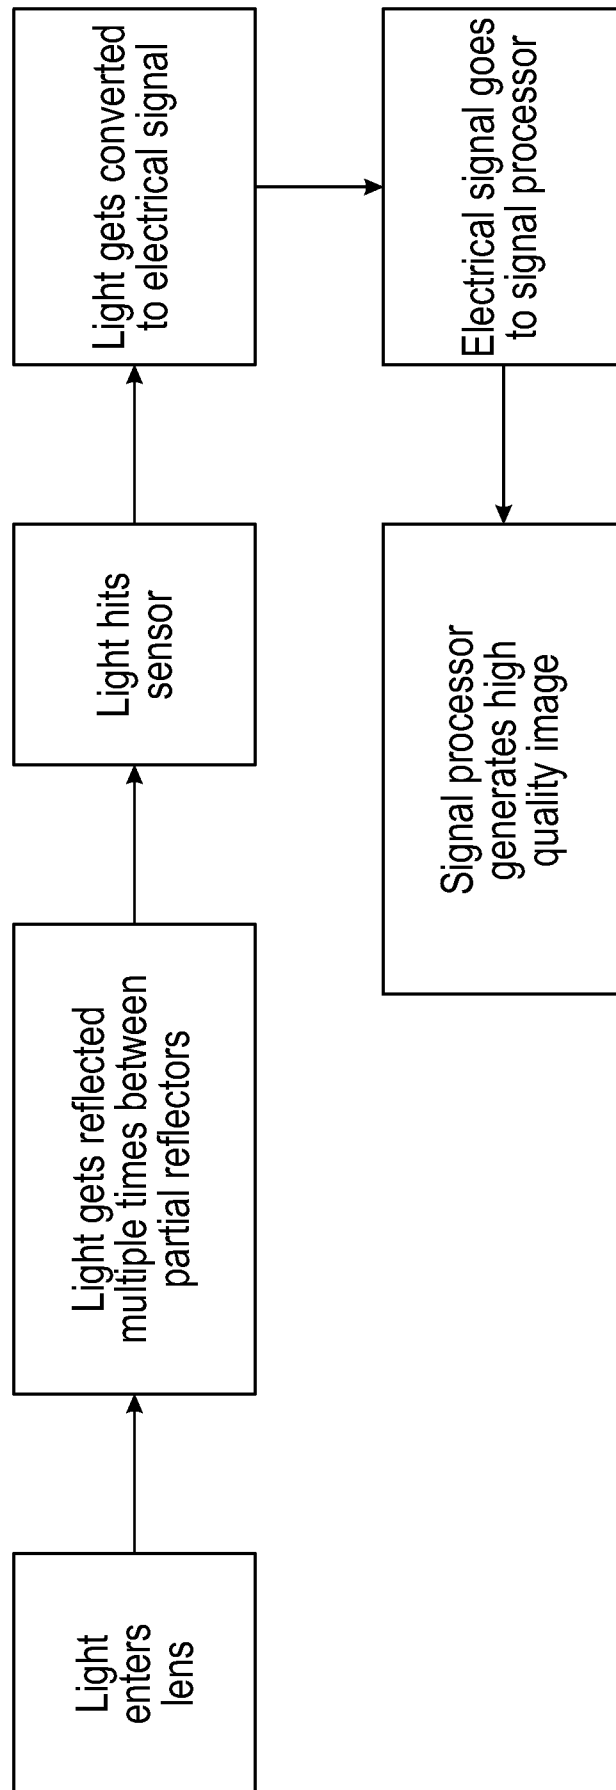 Light
enters
lens
Light gets reflected
multiple times between
partial reflectors
Light hits
sensor
Light gets converted
to electrical signal
Electrical signal goes
to signal processor
Signal processor
generates high
quality image